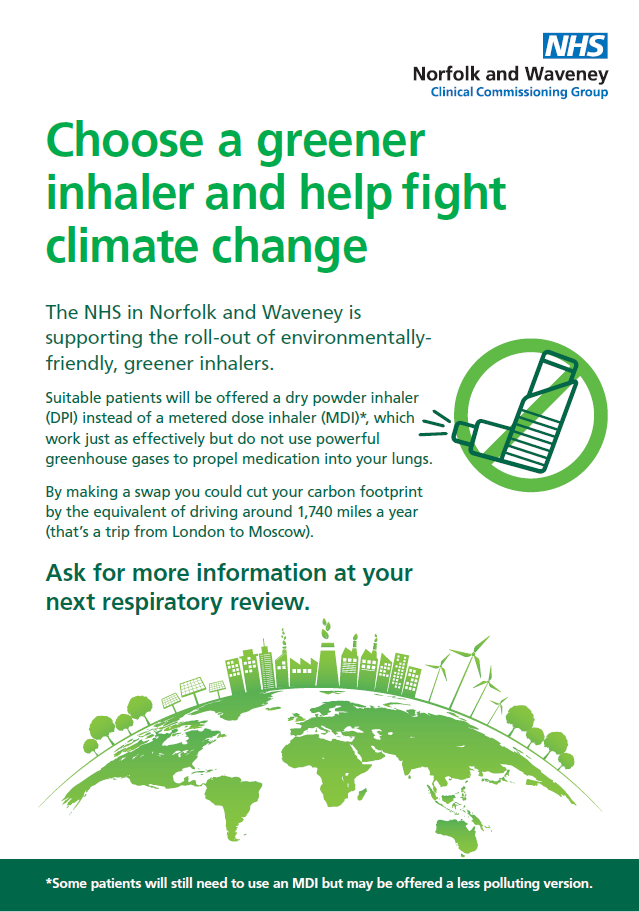 NHS
Norfolk and Waveney
Clinical Commissioning Group
Choose a greener
inhaler and help fight
climate change
The NHS in Norfolk and Waveney is
supporting the roll-out of environmentally-
friendly, greener inhalers.
Suitable patients will be offered a dry powder inhaler
(DPI) instead of a metered dose inhaler (MDI)*, which
work just as effectively but do not use powerful
greenhouse gases to propel medication into your lungs.
By making a swap you could cut your carbon footprint
by the equivalent of driving around 1,740 miles a year
(that’s a trip from London to Moscow).
Ask for more information at your
next respiratory review.
*Some patients will still need to use an MDI but may be offered a less polluting version.